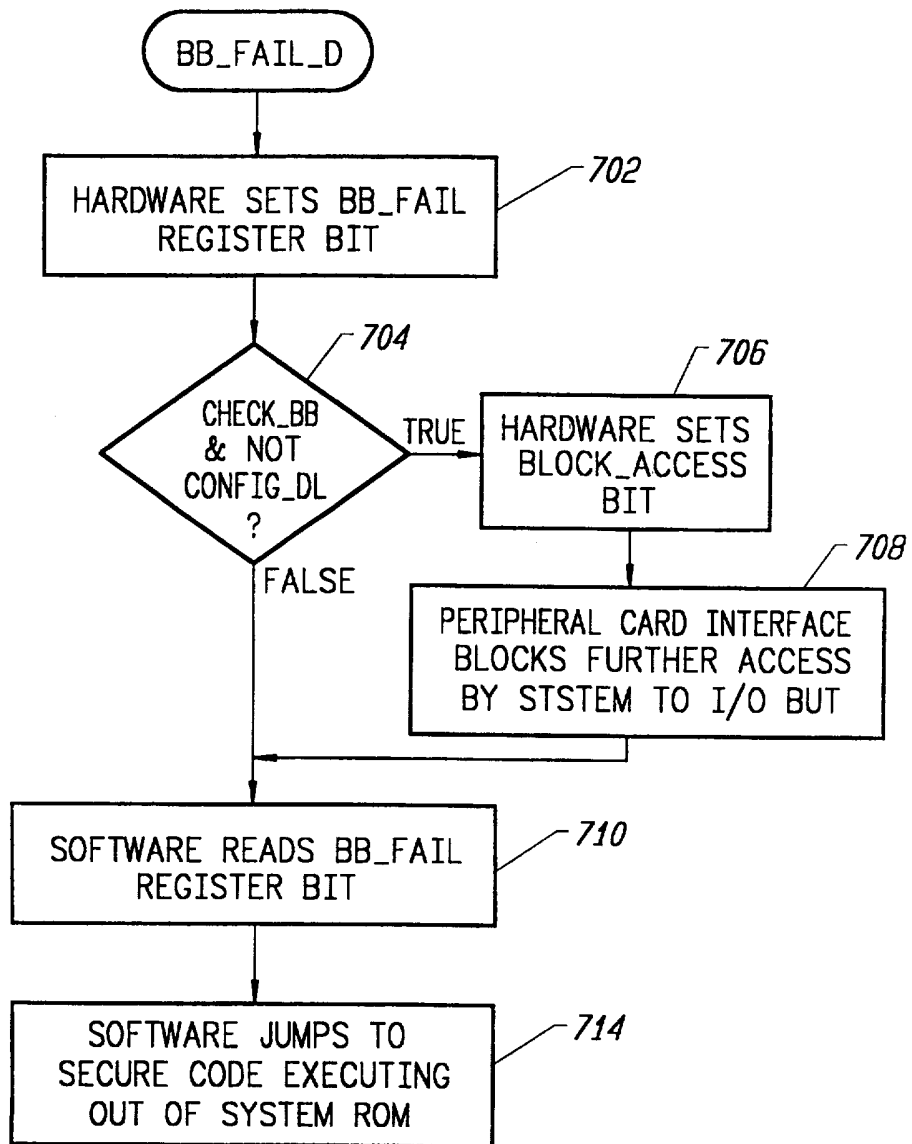 BB_FAIL_D
702
HARDWARE SETS BB_FAIL
REGISTER BIT
704
CHECK_BB
& NOT
CONFIG_DL
?
TRUE
FALSE
706
HARDWARE SETS
BLOCK_ACCESS
BIT
708
PERIPHERAL CARD INTERFACE
BLOCKS FURTHER ACCESS
BY STSTEM TO I/O BUT
710
SOFTWARE READS BB_FAIL
REGISTER BIT
714
SOFTWARE JUMPS TO
SECURE CODE EXECUTING
OUT OF SYSTEM ROM